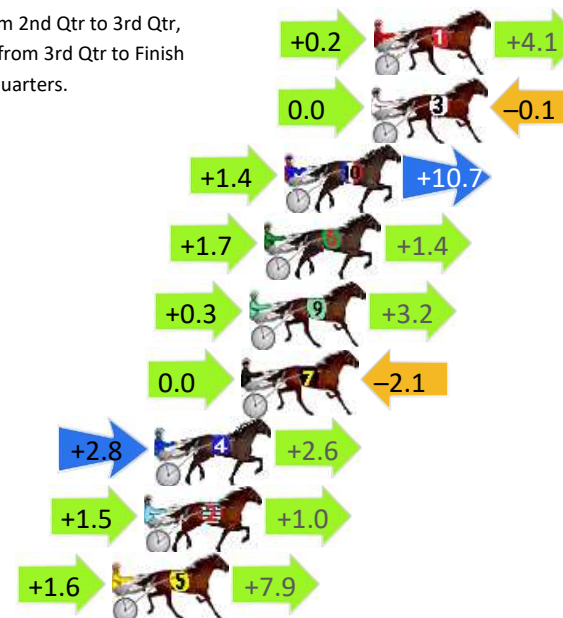 2nd Qtr to 3rd Qtr,
from 3rd Qtr to Finish
+0.2 1 +4.1
0.0 3 –0.1
+1.4 10 +10.7
+1.7 6 +1.4
+0.3 9 +3.2
0.0 7 –2.1
+2.8 4 +2.6
+1.5 2 +1.0
+1.6 5 +7.9